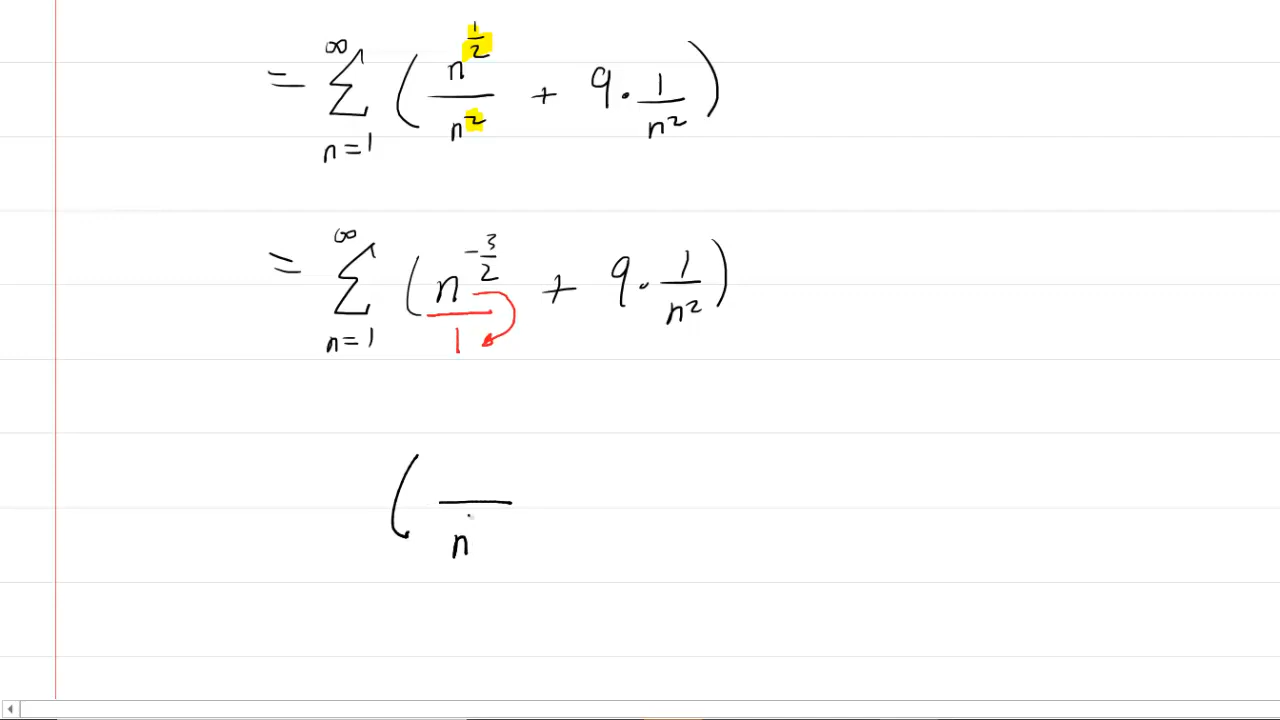 = ∞ Σ n=1 ( n^(1/2) / n^2 + 9 · 1 / n^2 )
= ∞ Σ n=1 ( n^(-3/2) / 1 + 9 · 1 / n^2 )
( — / n